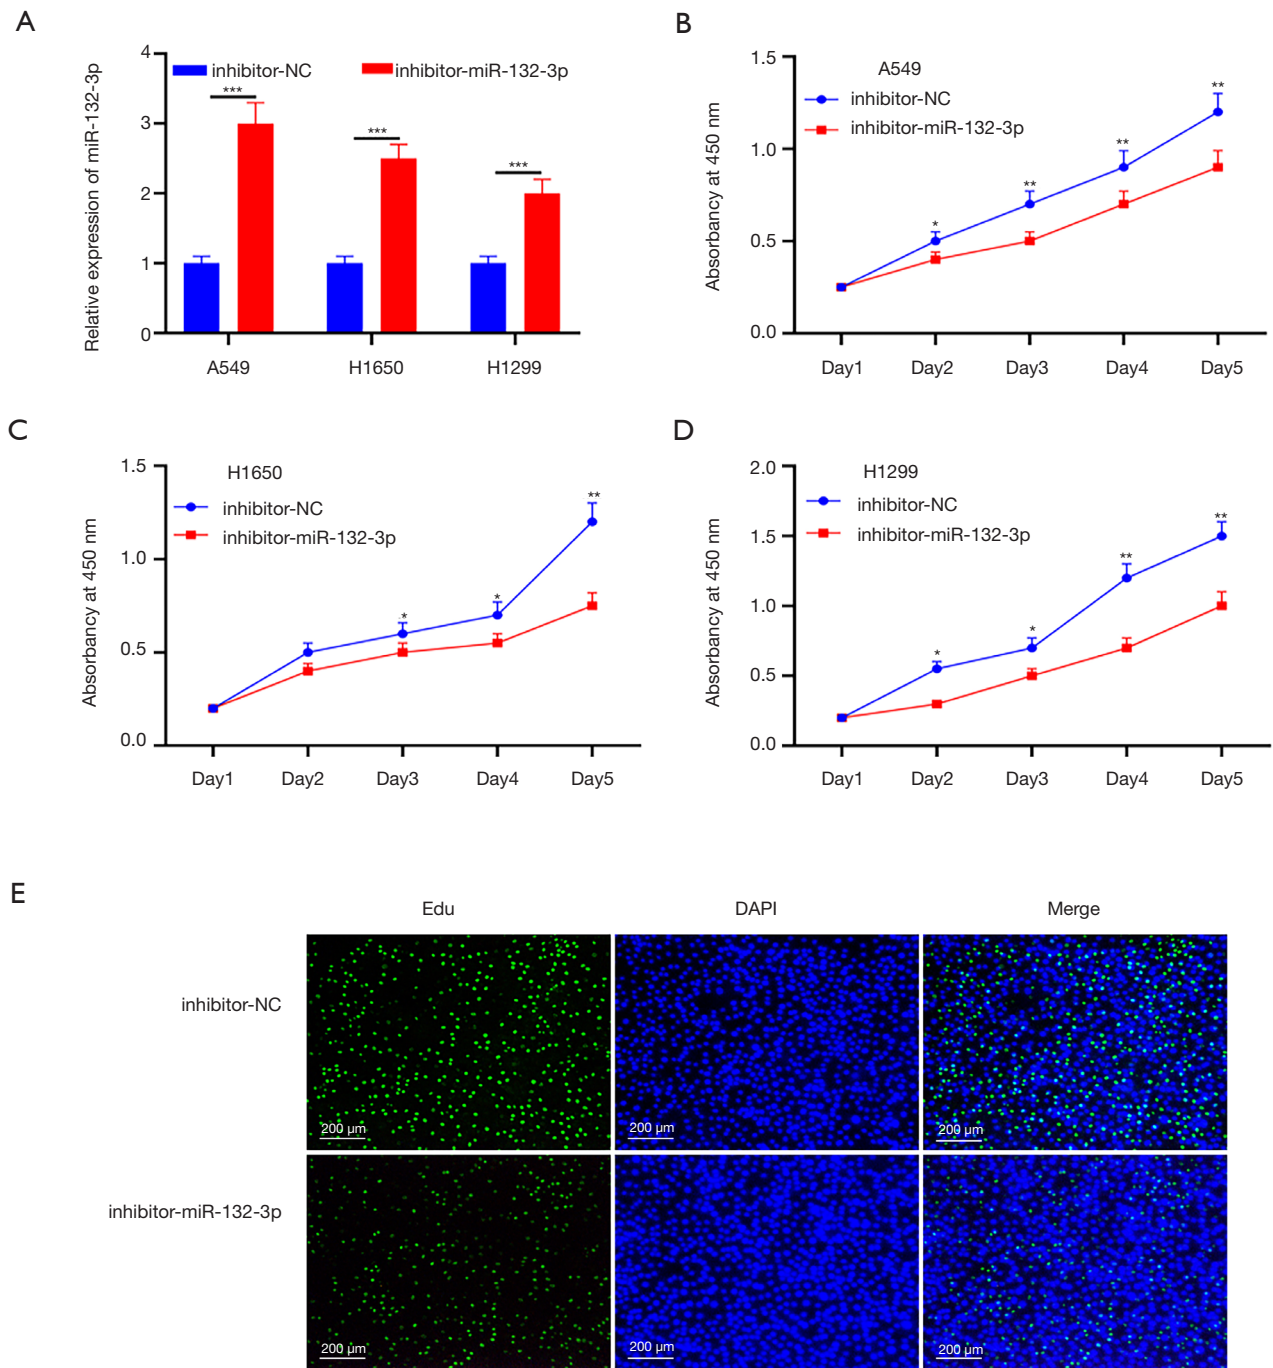 A
Relative expression of miR-132-3p
4
3
2
1
0
inhibitor-NC
inhibitor-miR-132-3p
***
***
***
A549
H1650
H1299
B
Absorbancy at 450 nm
1.5
1.0
0.5
0.0
A549
inhibitor-NC
inhibitor-miR-132-3p
*
**
**
**
Day1
Day2
Day3
Day4
Day5
C
Absorbancy at 450 nm
1.5
1.0
0.5
0.0
H1650
inhibitor-NC
inhibitor-miR-132-3p
*
*
**
Day1
Day2
Day3
Day4
Day5
D
Absorbancy at 450 nm
2.0
1.5
1.0
0.5
0.0
H1299
inhibitor-NC
inhibitor-miR-132-3p
*
*
**
**
Day1
Day2
Day3
Day4
Day5
E
Edu
DAPI
Merge
inhibitor-NC
200 µm
200 µm
200 µm
inhibitor-miR-132-3p
200 µm
200 µm
200 µm